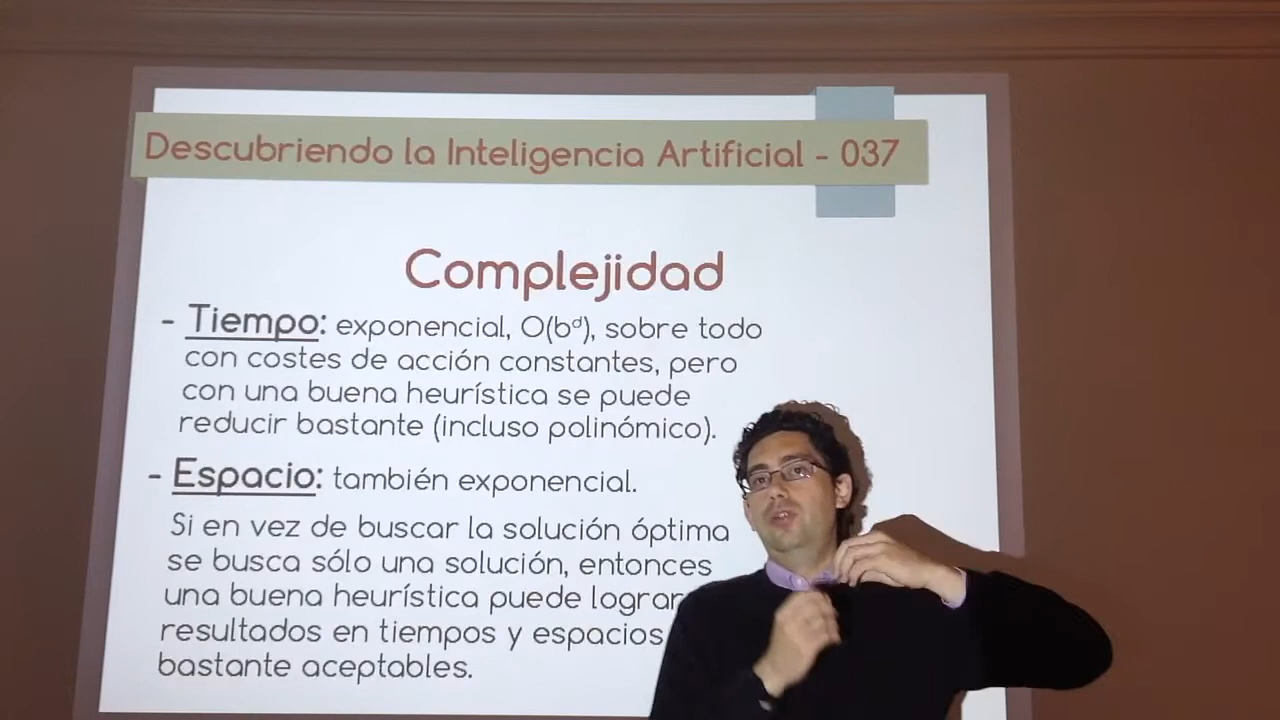 Descubriendo la Inteligencia Artificial - 037
Complejidad
- Tiempo: exponencial, O(bᵈ), sobre todo
con costes de acción constantes, pero
con una buena heurística se puede
reducir bastante (incluso polinómico).
- Espacio: también exponencial.
Si en vez de buscar la solución óptima
se busca sólo una solución, entonces
una buena heurística puede lograr
resultados en tiempos y espacios
bastante aceptables.